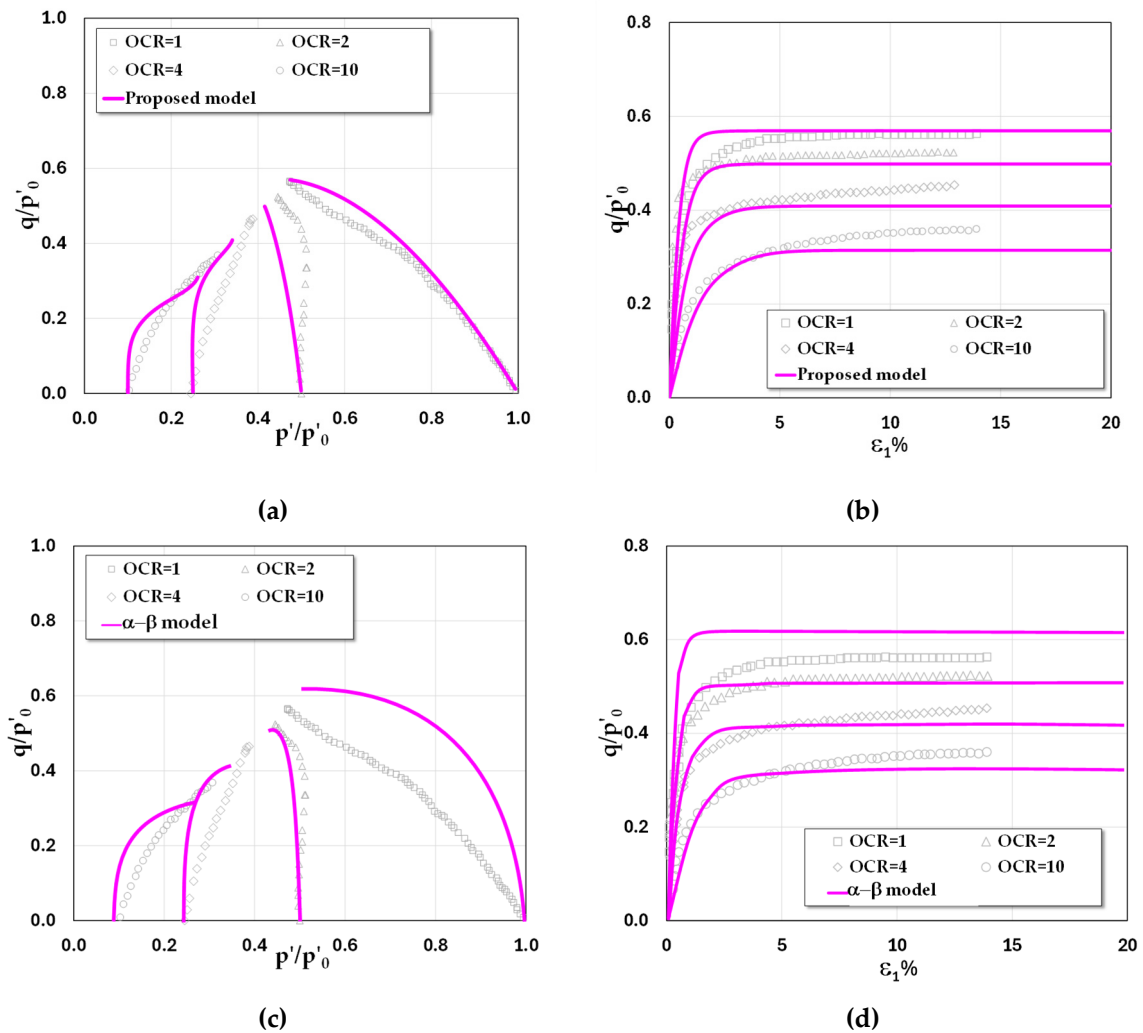 1.0
0.8
0.6
0.4
0.2
0.0
q/p'0
OCR=1
OCR=2
OCR=4
OCR=10
Proposed model
0.0
0.2
0.4
0.6
0.8
1.0
p'/p'0
(a)
0.8
0.6
0.4
0.2
0.0
q/p'0
OCR=1
OCR=2
OCR=4
OCR=10
Proposed model
0
5
10
15
20
ε1%
(b)
1.0
0.8
0.6
0.4
0.2
0.0
q/p'0
OCR=1
OCR=2
OCR=4
OCR=10
α−β model
0.0
0.2
0.4
0.6
0.8
1.0
p'/p'0
(c)
0.8
0.6
0.4
0.2
0.0
q/p'0
OCR=1
OCR=2
OCR=4
OCR=10
α−β model
0
5
10
15
20
ε1%
(d)